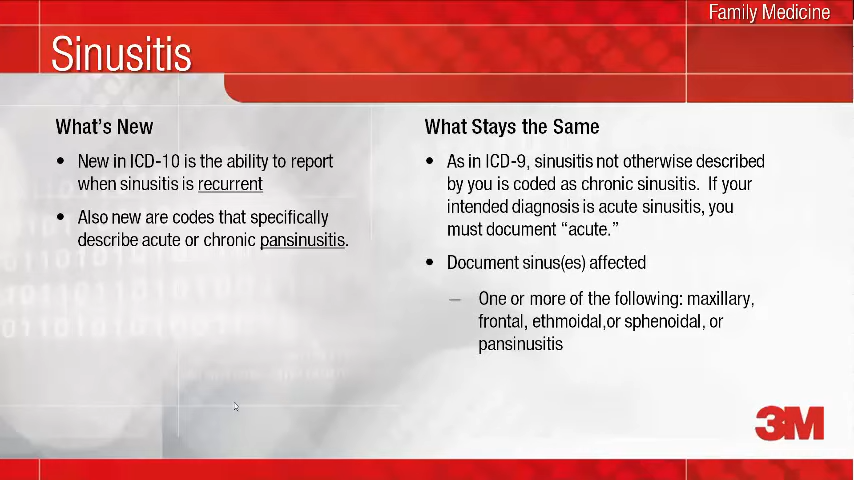 Family Medicine
Sinusitis
What's New
• New in ICD-10 is the ability to report
when sinusitis is recurrent
• Also new are codes that specifically
describe acute or chronic pansinusitis.
What Stays the Same
• As in ICD-9, sinusitis not otherwise described
by you is coded as chronic sinusitis. If your
intended diagnosis is acute sinusitis, you
must document “acute.”
• Document sinus(es) affected
– One or more of the following: maxillary,
frontal, ethmoidal,or sphenoidal, or
pansinusitis
3M